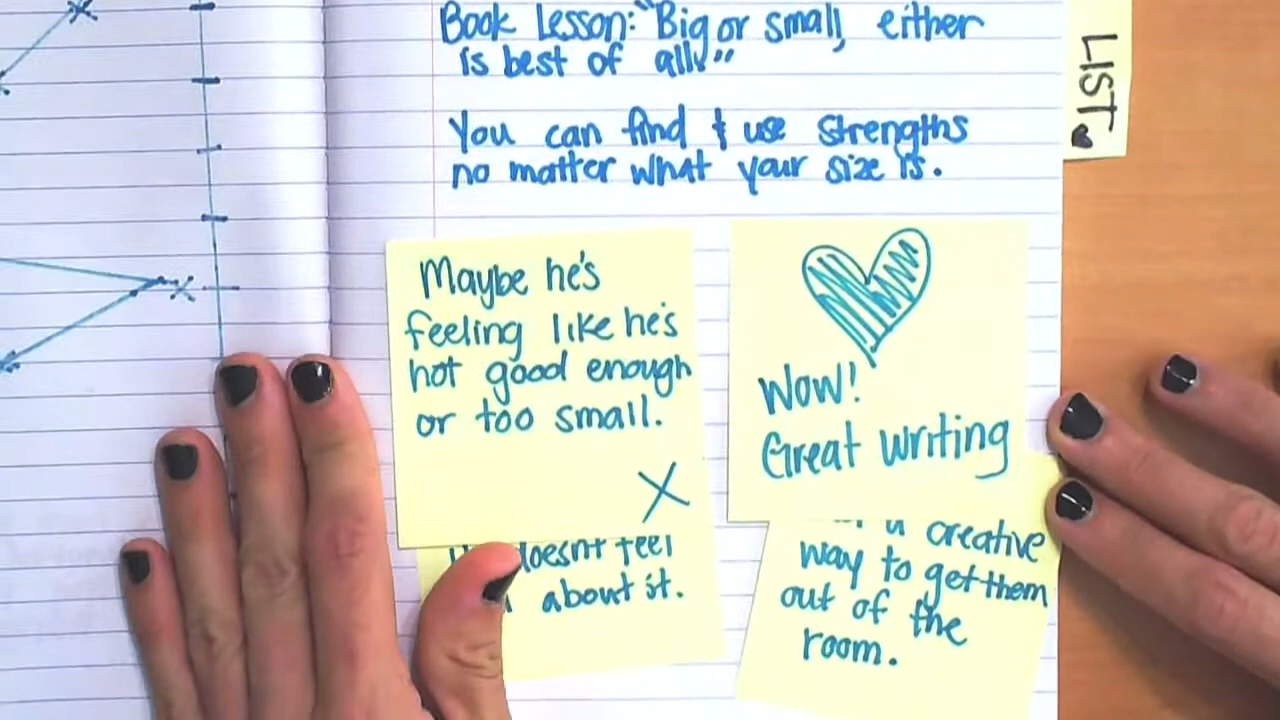 Book Lesson: "Big or small, either
is best of all."
You can find & use strengths
no matter what your size is.
LIST
Maybe he's
feeling like he's
not good enough
or too small.
X
doesn't feel
about it.
Wow!
Great writing
a creative
way to get them
out of the
room.